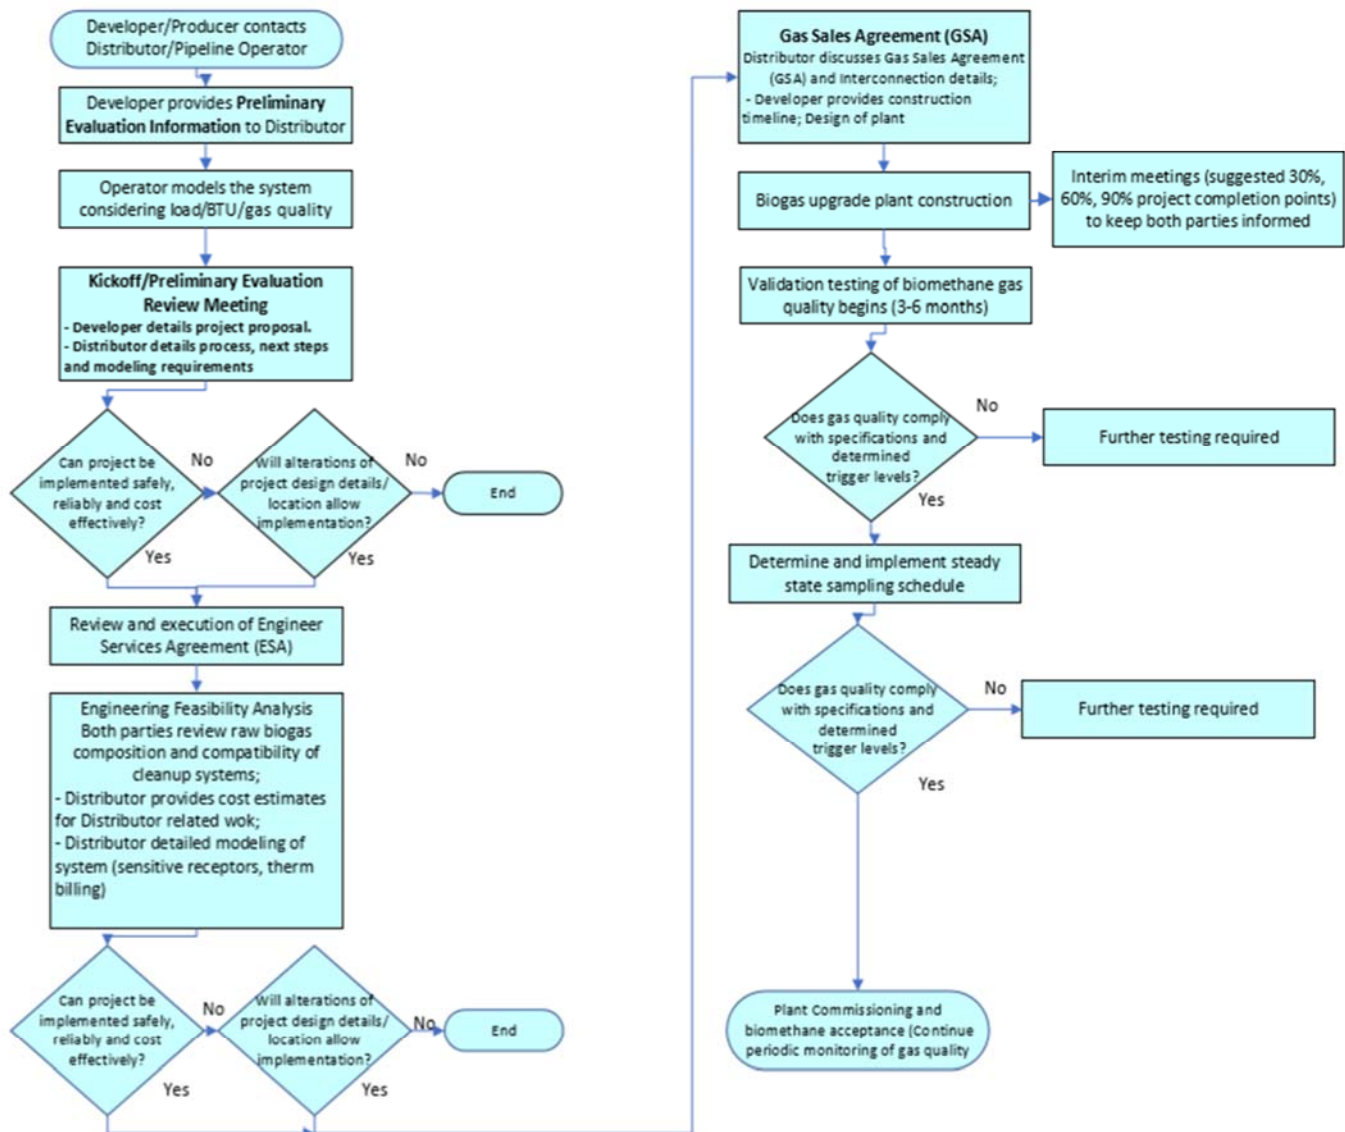 Developer/Producer contacts
Distributor/Pipeline Operator
Developer provides Preliminary
Evaluation Information to Distributor
Operator models the system
considering load/BTU/gas quality
Kickoff/Preliminary Evaluation
Review Meeting
- Developer details project proposal.
- Distributor details process, next steps
and modeling requirements
Can project be
implemented safely,
reliably and cost
effectively?
No
Yes
Will alterations of
project design details/
location allow
implementation?
No
Yes
End
Review and execution of Engineer
Services Agreement (ESA)
Engineering Feasibility Analysis
Both parties review raw biogas
composition and compatibility of
cleanup systems;
- Distributor provides cost estimates
for Distributor related wok;
- Distributor detailed modeling of
system (sensitive receptors, therm
billing)
Can project be
implemented safely,
reliably and cost
effectively?
No
Yes
Will alterations of
project design details/
location allow
implementation?
No
Yes
End
Gas Sales Agreement (GSA)
Distributor discusses Gas Sales Agreement
(GSA) and Interconnection details;
- Developer provides construction
timeline; Design of plant
Biogas upgrade plant construction
Interim meetings (suggested 30%,
60%, 90% project completion points)
to keep both parties informed
Validation testing of biomethane gas
quality begins (3-6 months)
Does gas quality comply
with specifications and
determined
trigger levels?
No
Yes
Further testing required
Determine and implement steady
state sampling schedule
Does gas quality comply
with specifications and
determined
trigger levels?
No
Yes
Further testing required
Plant Commissioning and
biomethane acceptance (Continue
periodic monitoring of gas quality